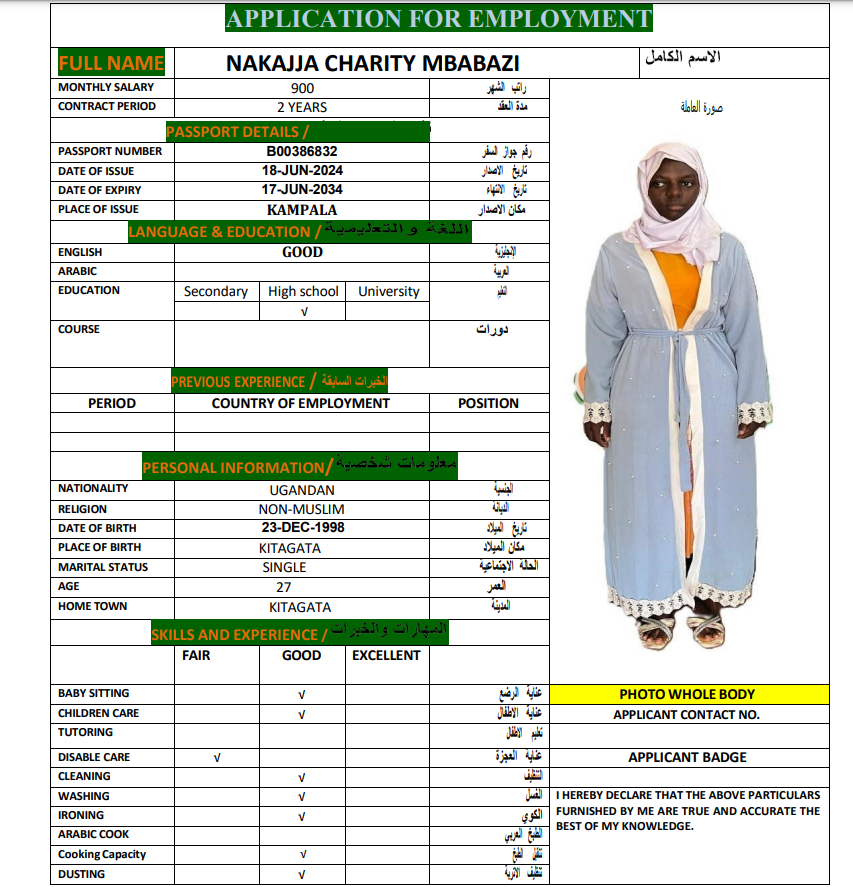 APPLICATION FOR EMPLOYMENT
FULL NAME NAKAJJA CHARITY MBABAZI الاسم الكامل
MONTHLY SALARY 900 راتب الشهر
CONTRACT PERIOD 2 YEARS مدة العقد
صورة العاملة
PASSPORT DETAILS /
PASSPORT NUMBER B00386832 رقم جواز السفر
DATE OF ISSUE 18-JUN-2024 تاريخ الاصدار
DATE OF EXPIRY 17-JUN-2034 تاريخ الانتهاء
PLACE OF ISSUE KAMPALA مكان الاصدار
LANGUAGE & EDUCATION / اللغة و التعليمية
ENGLISH GOOD الإنجليزية
ARABIC العربية
EDUCATION Secondary High school University
√
COURSE دورات
PREVIOUS EXPERIENCE / الخبرات السابقة
PERIOD COUNTRY OF EMPLOYMENT POSITION
PERSONAL INFORMATION/ معلومات شخصية
NATIONALITY UGANDAN الجنسية
RELIGION NON-MUSLIM الديانة
DATE OF BIRTH 23-DEC-1998 تاريخ الميلاد
PLACE OF BIRTH KITAGATA مكان الميلاد
MARITAL STATUS SINGLE الحالة الاجتماعية
AGE 27 العمر
HOME TOWN KITAGATA المدينة
SKILLS AND EXPERIENCE / المهارات والخبرات
FAIR GOOD EXCELLENT
BABY SITTING √ عناية الرضع
CHILDREN CARE √ عناية الاطفال
TUTORING تعليم الاطفال
DISABLE CARE √ عناية العجزة
CLEANING √ التنظيف
WASHING √ الغسل
IRONING √ الكوي
ARABIC COOK الطبخ العربي
Cooking Capacity √
DUSTING √ تنظيف الاتربة
PHOTO WHOLE BODY
APPLICANT CONTACT NO.
APPLICANT BADGE
I HEREBY DECLARE THAT THE ABOVE PARTICULARS
FURNISHED BY ME ARE TRUE AND ACCURATE THE
BEST OF MY KNOWLEDGE.